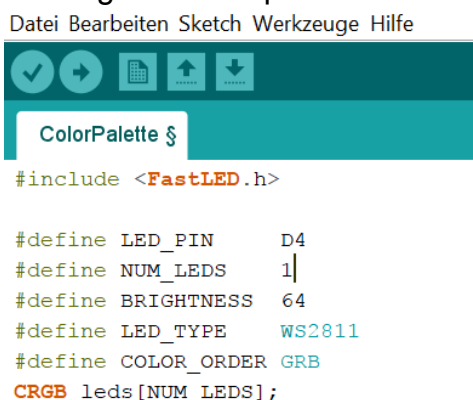 Datei Bearbeiten Sketch Werkzeuge Hilfe
ColorPalette §
#include <FastLED.h>
#define LED_PIN D4
#define NUM_LEDS 1
#define BRIGHTNESS 64
#define LED_TYPE WS2811
#define COLOR_ORDER GRB
CRGB leds[NUM_LEDS];